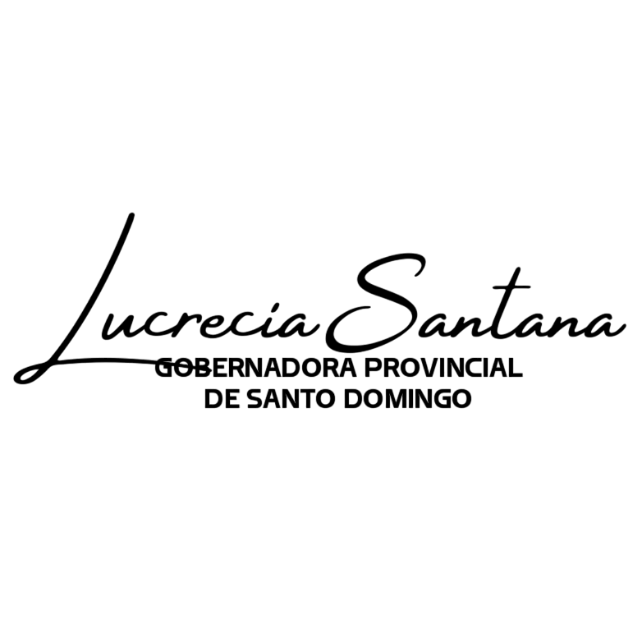 Lucrecia Santana
GOBERNADORA PROVINCIAL
DE SANTO DOMINGO